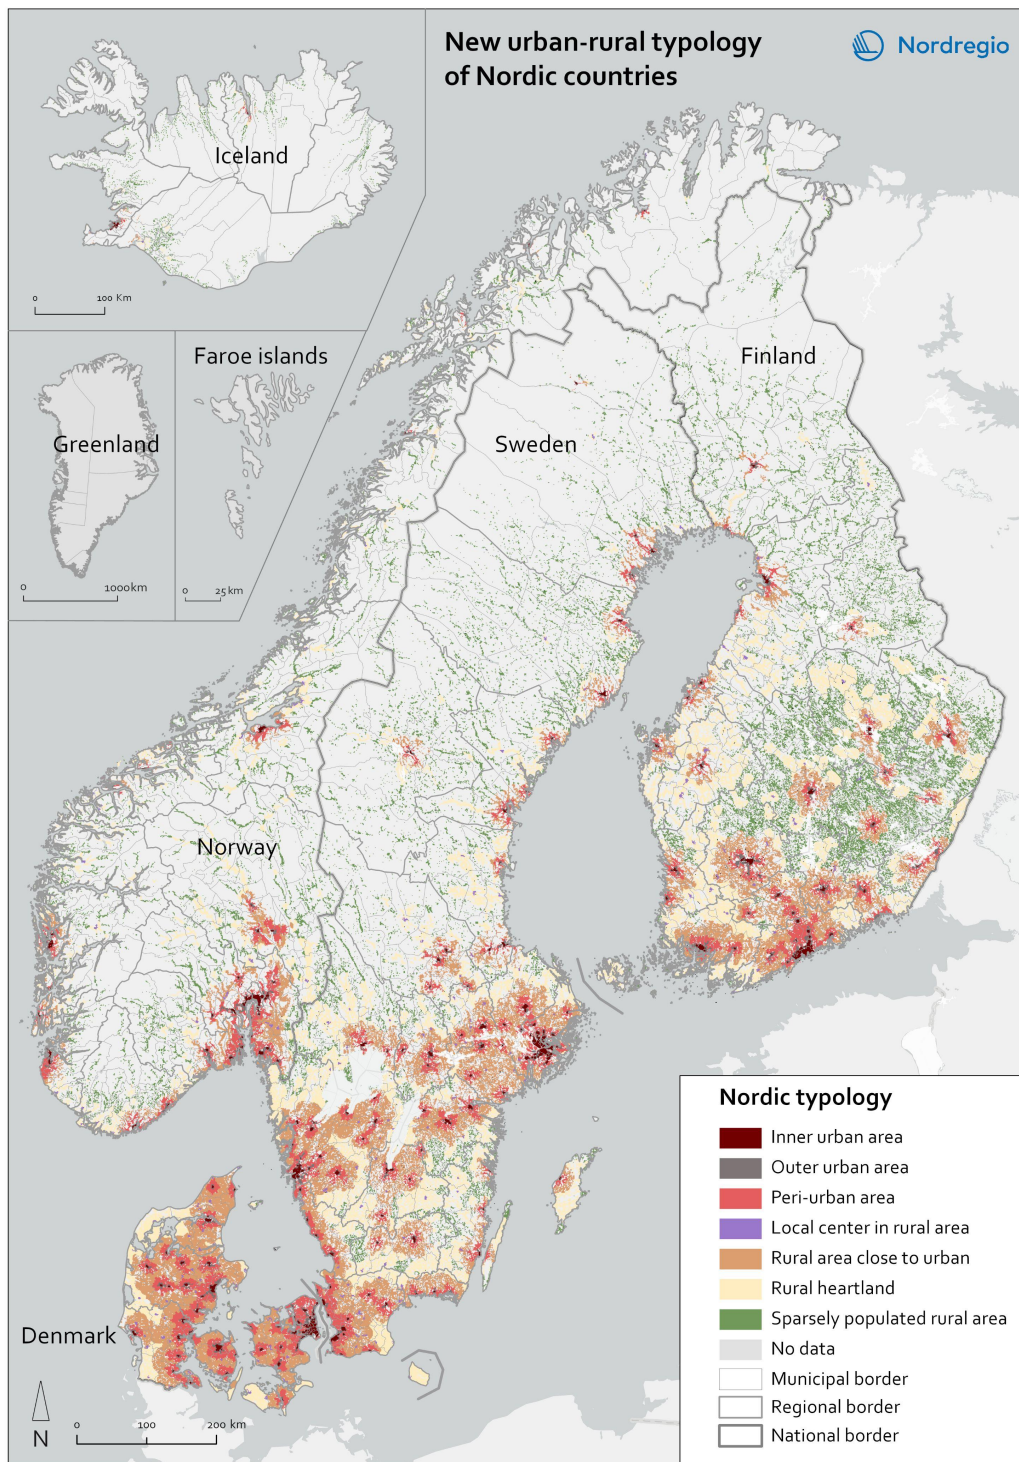 New urban-rural typology
of Nordic countries
Nordregio
Iceland
0 100 Km
Faroe islands
Greenland
0 1000km
0 25 km
Finland
Sweden
Norway
Denmark
N
0 100 200 km
Nordic typology
Inner urban area
Outer urban area
Peri-urban area
Local center in rural area
Rural area close to urban
Rural heartland
Sparsely populated rural area
No data
Municipal border
Regional border
National border